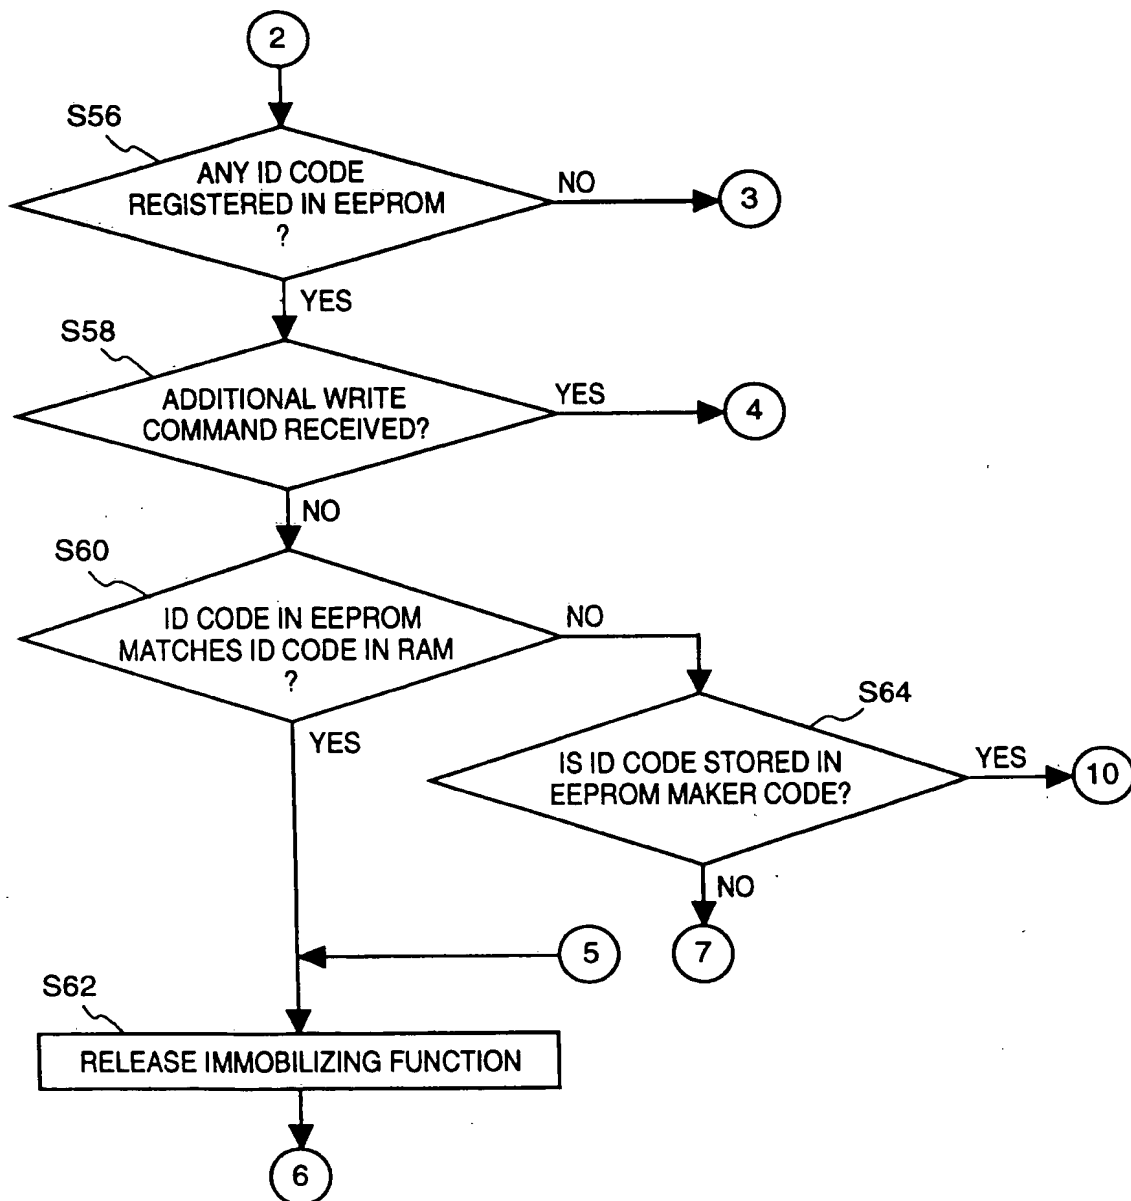 2
S56
ANY ID CODE
REGISTERED IN EEPROM
?
NO
3
YES
S58
ADDITIONAL WRITE
COMMAND RECEIVED?
YES
4
NO
S60
ID CODE IN EEPROM
MATCHES ID CODE IN RAM
?
NO
YES
S64
IS ID CODE STORED IN
EEPROM MAKER CODE?
YES
10
NO
7
5
S62
RELEASE IMMOBILIZING FUNCTION
6